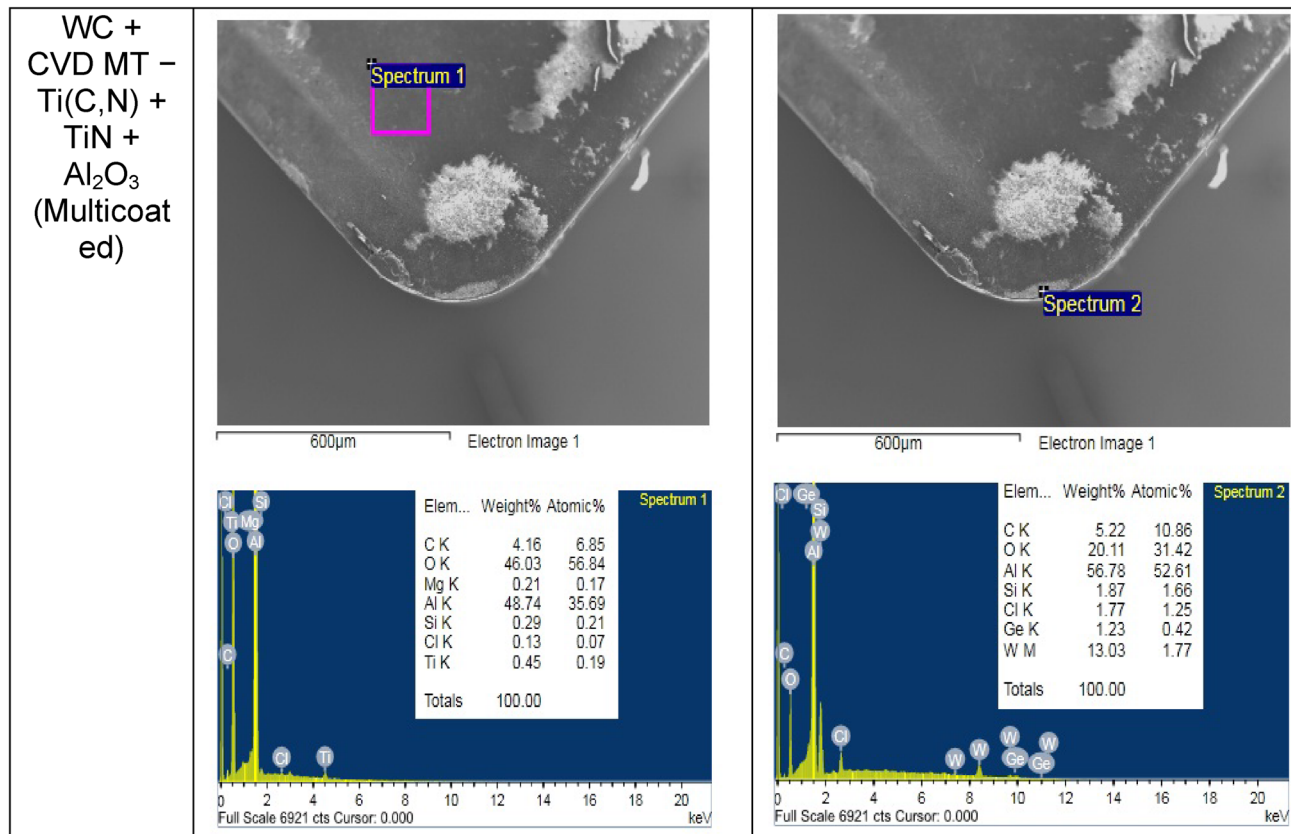 WC +
CVD MT –
Ti(C,N) +
TiN +
Al₂O₃
(Multicoat
ed)
Spectrum 1
600µm
Electron Image 1
Spectrum 2
600µm
Electron Image 1
Spectrum 1
Cl Si
Ti Mg
O Al
C
Cl Ti
Elem... Weight% Atomic%
C K 4.16 6.85
O K 46.03 56.84
Mg K 0.21 0.17
Al K 48.74 35.69
Si K 0.29 0.21
Cl K 0.13 0.07
Ti K 0.45 0.19
Totals 100.00
0 2 4 6 8 10 12 14 16 18 20
Full Scale 6921 cts Cursor: 0.000 keV
Spectrum 2
Cl Ge
Si
W
Al
C
O
Cl
W W W W
Ge Ge
Elem... Weight% Atomic%
C K 5.22 10.86
O K 20.11 31.42
Al K 56.78 52.61
Si K 1.87 1.66
Cl K 1.77 1.25
Ge K 1.23 0.42
W M 13.03 1.77
Totals 100.00
0 2 4 6 8 10 12 14 16 18 20
Full Scale 6921 cts Cursor: 0.000 keV